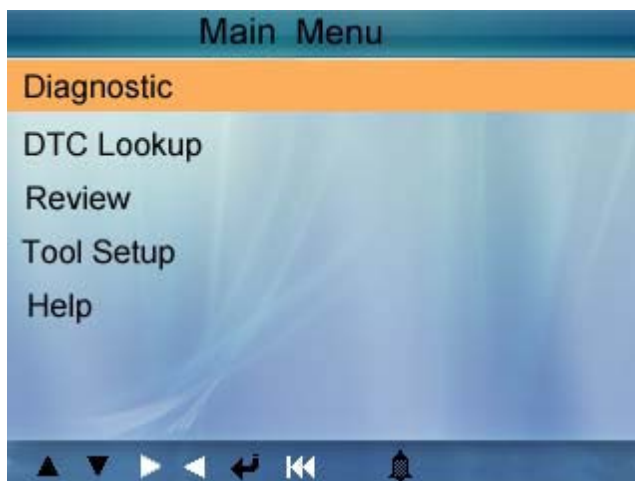 Main Menu
Diagnostic
DTC Lookup
Review
Tool Setup
Help